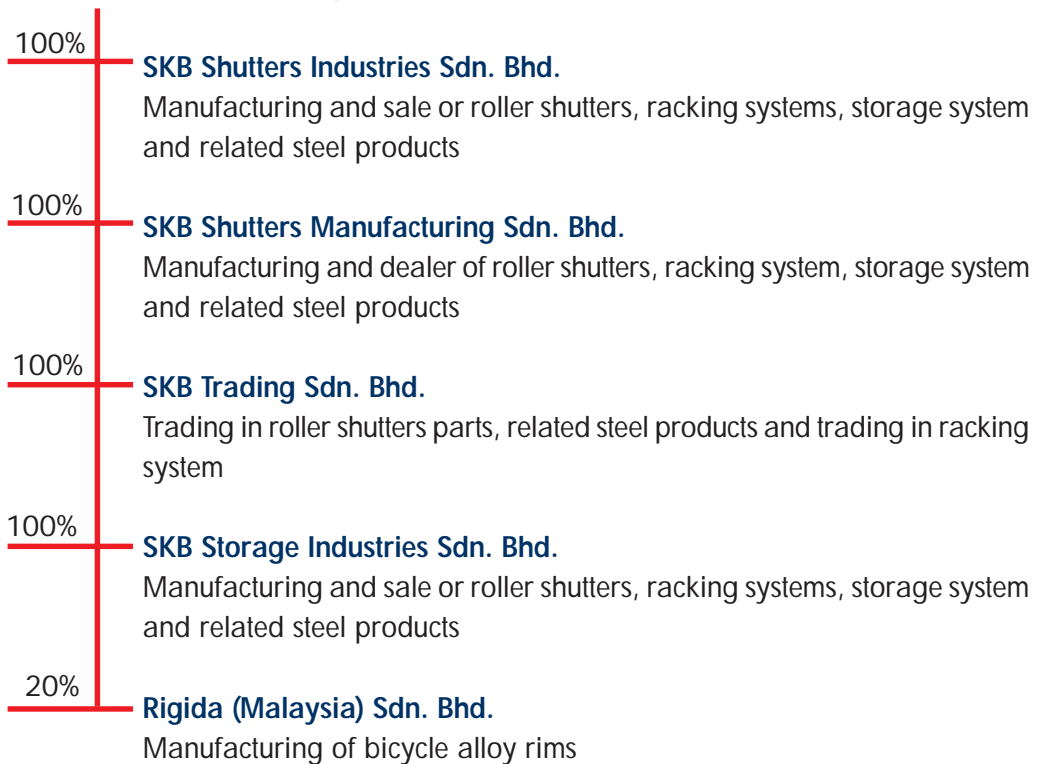 100%
SKB Shutters Industries Sdn. Bhd.
Manufacturing and sale or roller shutters, racking systems, storage system
and related steel products
100%
SKB Shutters Manufacturing Sdn. Bhd.
Manufacturing and dealer of roller shutters, racking system, storage system
and related steel products
100%
SKB Trading Sdn. Bhd.
Trading in roller shutters parts, related steel products and trading in racking
system
100%
SKB Storage Industries Sdn. Bhd.
Manufacturing and sale or roller shutters, racking systems, storage system
and related steel products
20%
Rigida (Malaysia) Sdn. Bhd.
Manufacturing of bicycle alloy rims